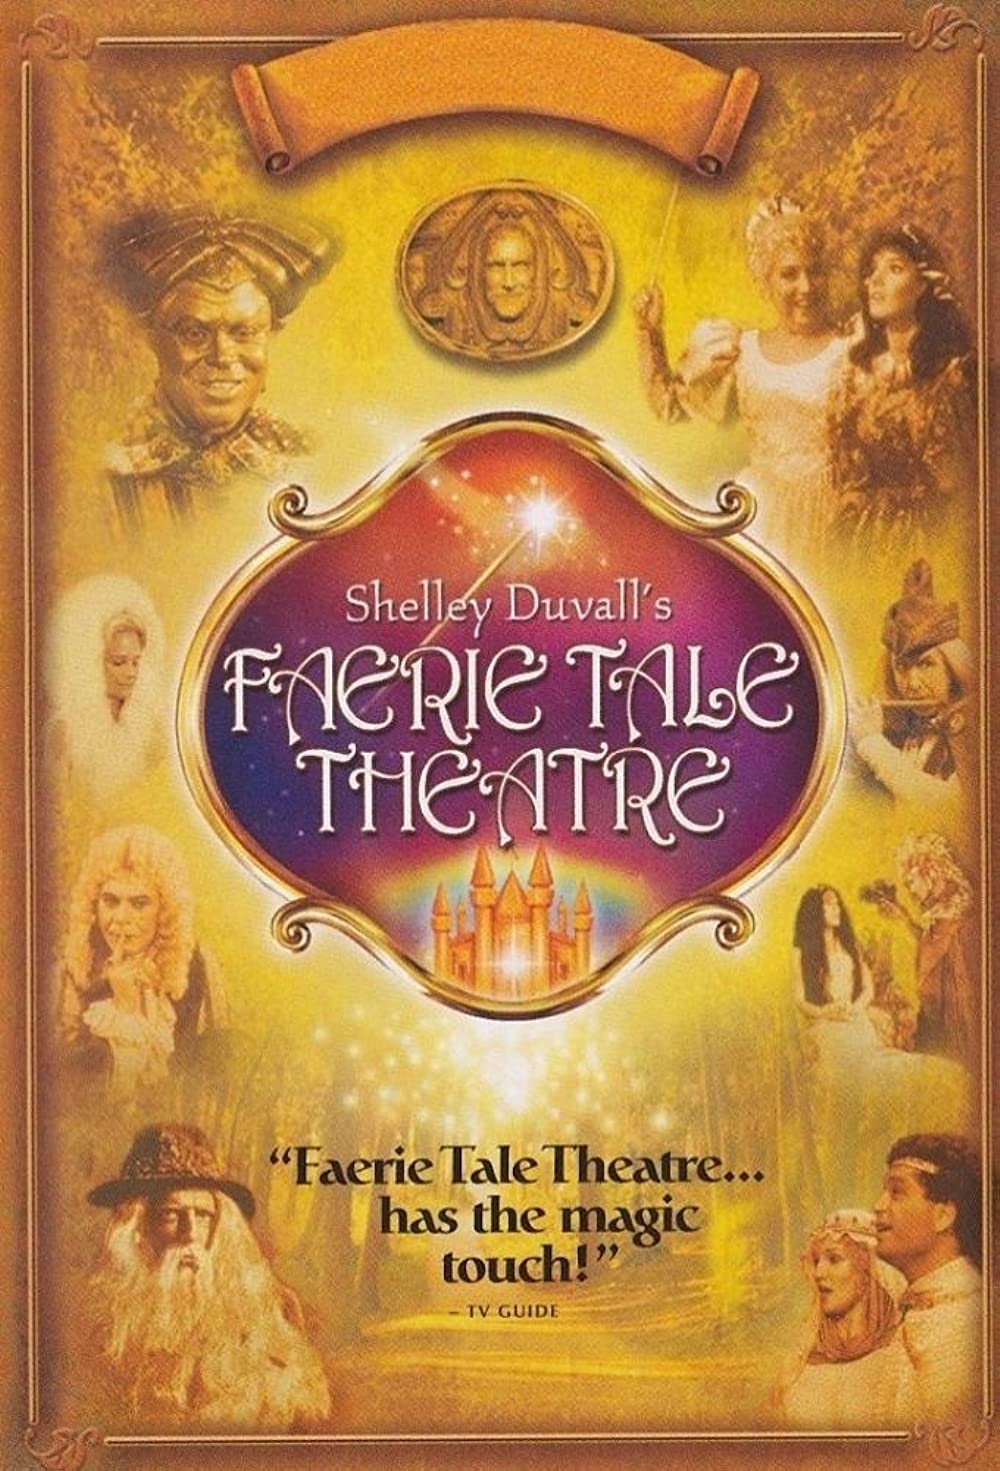 Shelley Duvall's
FAERIE TALE
THEATRE
“Faerie Tale Theatre...
has the magic
touch!”
– TV GUIDE